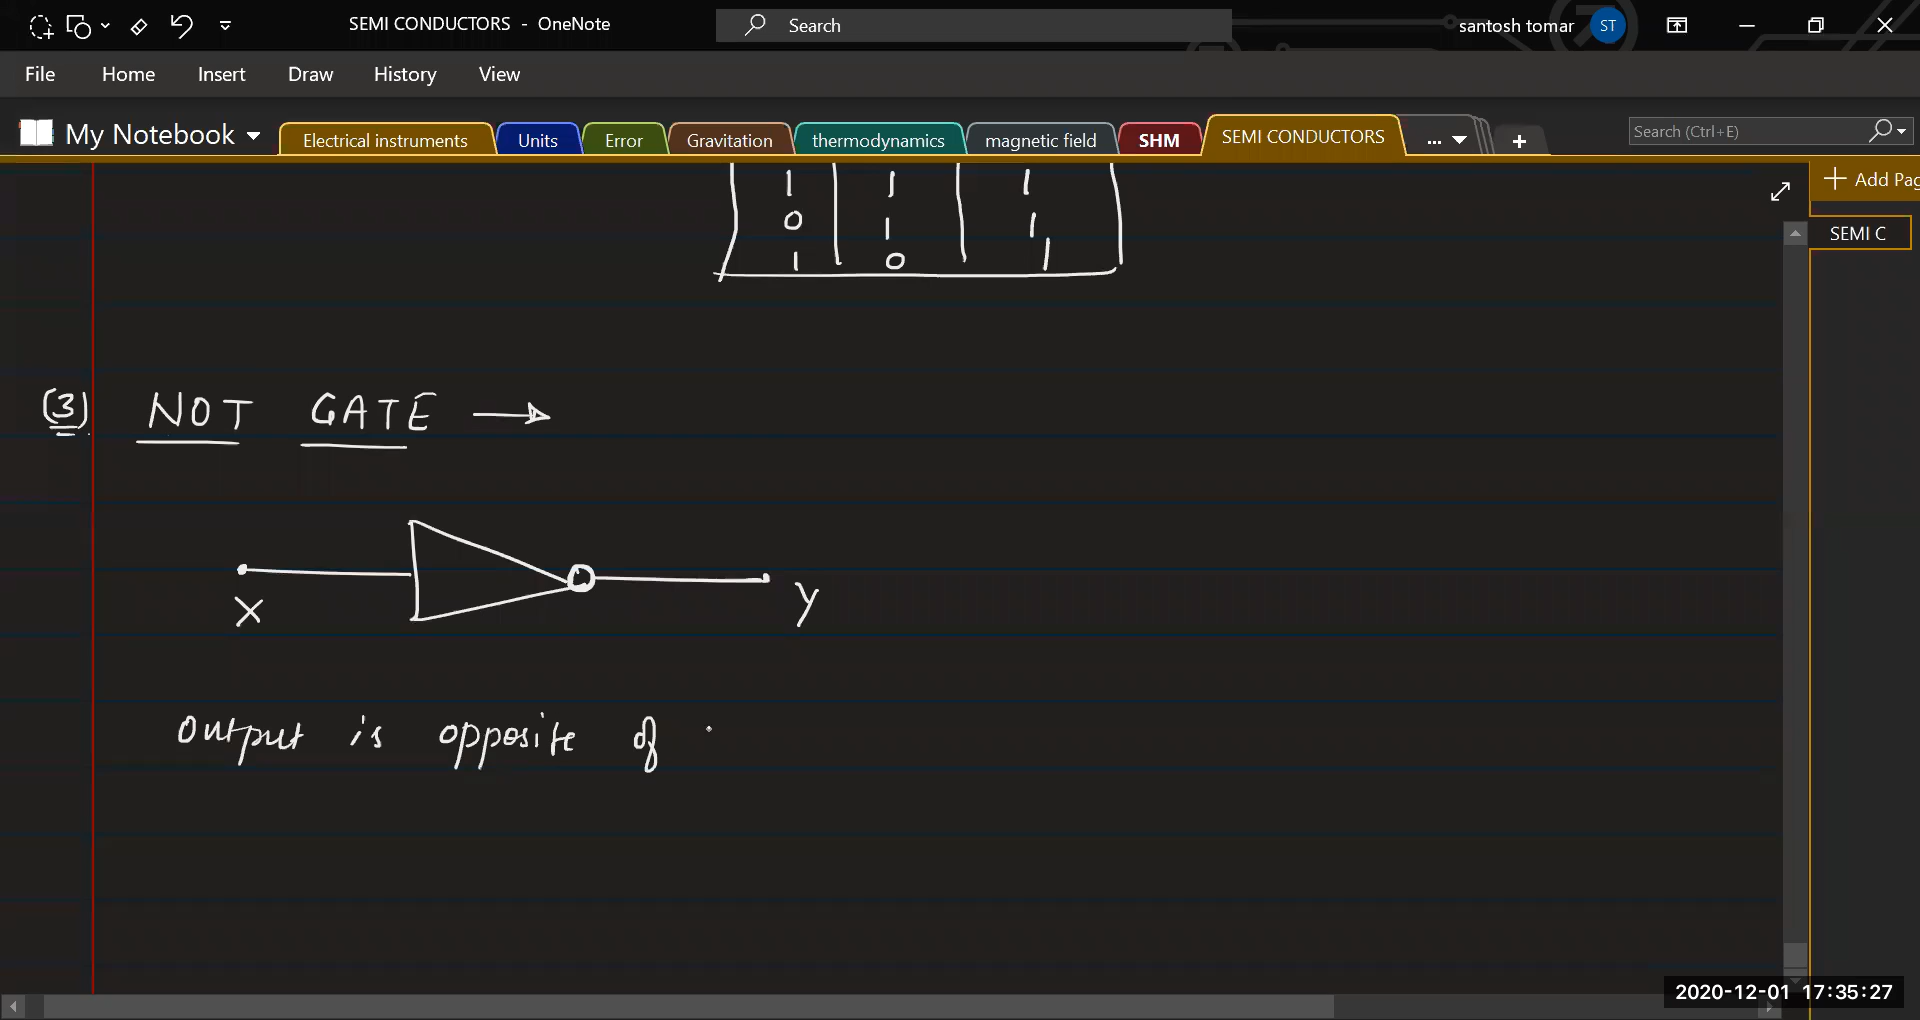 SEMI CONDUCTORS - OneNote
Search
santosh tomar
ST
File Home Insert Draw History View
My Notebook
Electrical instruments
Units
Error
Gravitation
thermodynamics
magnetic field
SHM
SEMI CONDUCTORS
...
+
Search (Ctrl+E)
+ Add Pag
SEMI C
1 1 1
0 1 1
1 0 1
(3). NOT GATE →
X
Y
Output is opposite of
2020-12-01 17:35:27